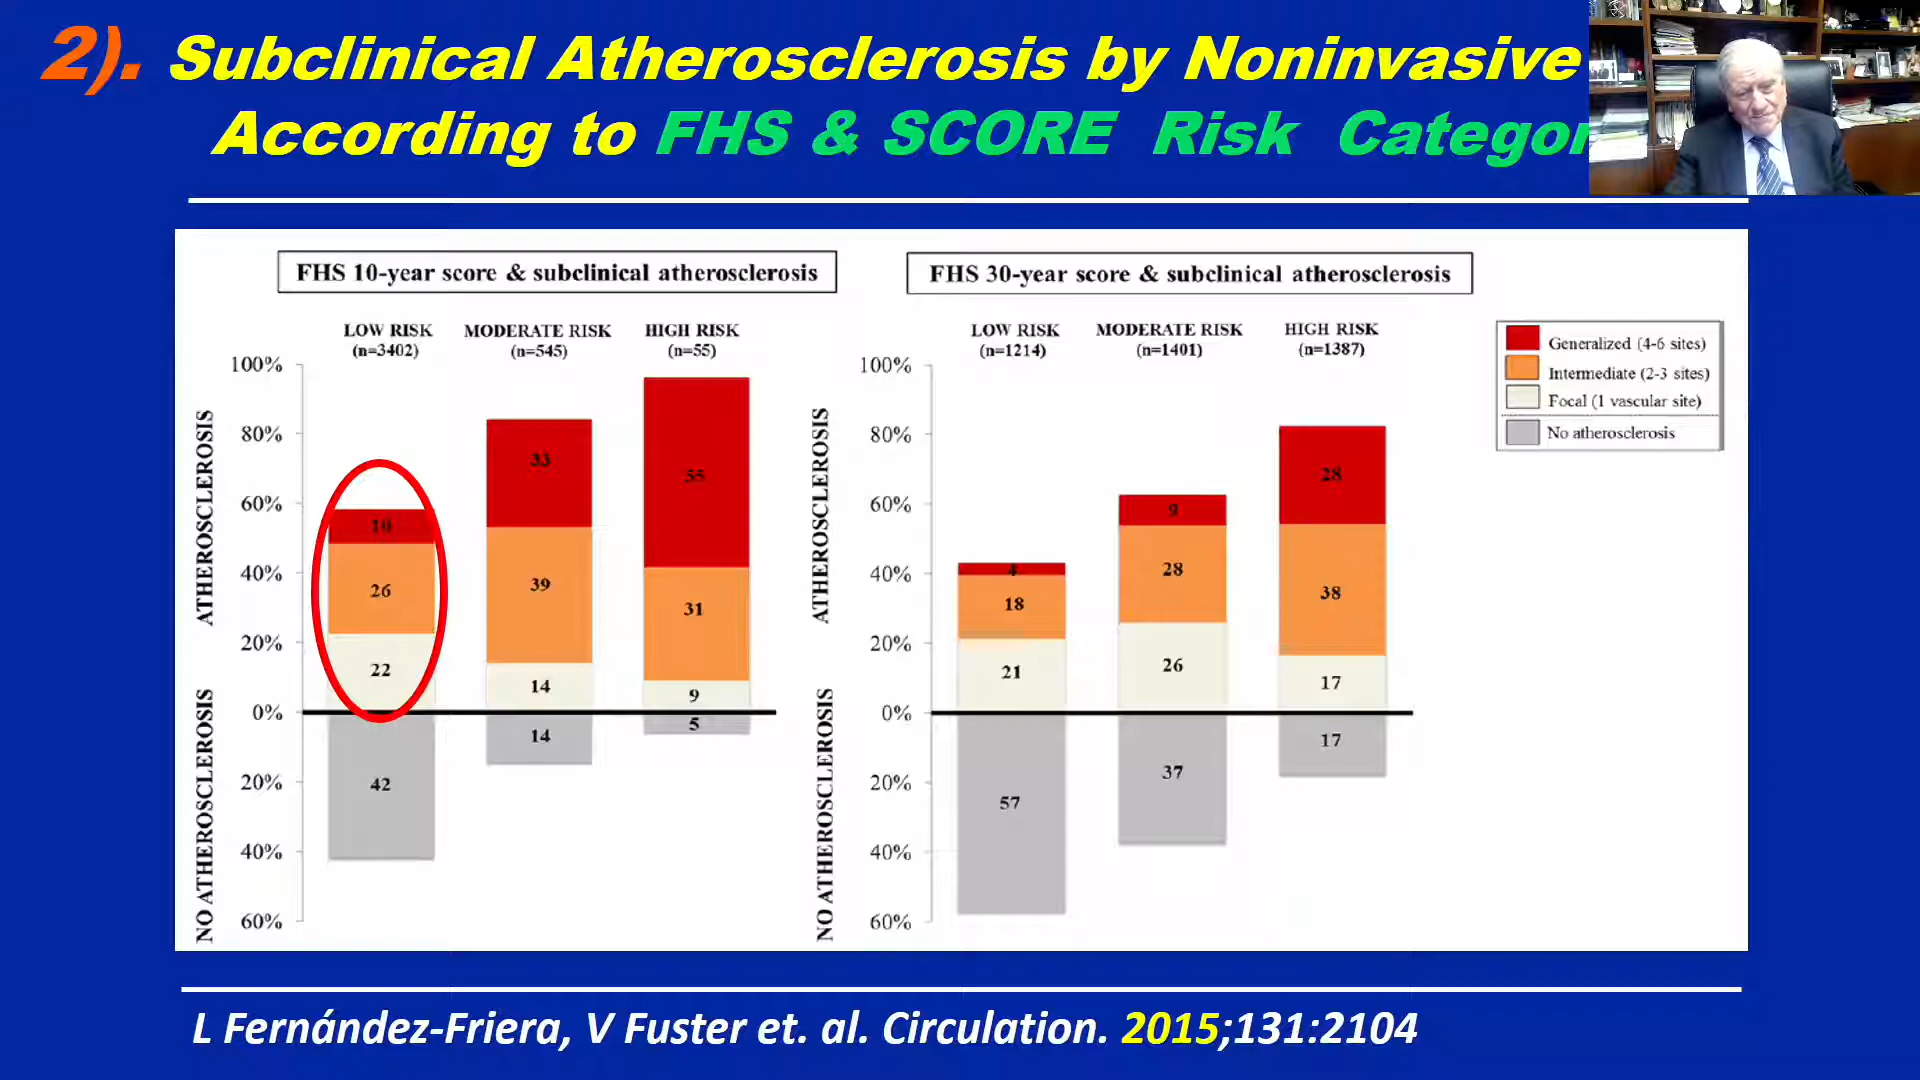 2). Subclinical Atherosclerosis by Noninvasive
According to FHS & SCORE Risk Categor
FHS 10-year score & subclinical atherosclerosis
LOW RISK
(n=3402)
MODERATE RISK
(n=545)
HIGH RISK
(n=55)
100%
80%
60%
40%
20%
0%
20%
40%
60%
ATHEROSCLEROSIS
NO ATHEROSCLEROSIS
10
26
22
42
33
39
14
14
55
31
9
5
FHS 30-year score & subclinical atherosclerosis
LOW RISK
(n=1214)
MODERATE RISK
(n=1401)
HIGH RISK
(n=1387)
100%
80%
60%
40%
20%
0%
20%
40%
60%
ATHEROSCLEROSIS
NO ATHEROSCLEROSIS
4
18
21
57
9
28
26
37
28
38
17
17
Generalized (4-6 sites)
Intermediate (2-3 sites)
Focal (1 vascular site)
No atherosclerosis
L Fernández-Friera, V Fuster et. al. Circulation. 2015;131:2104